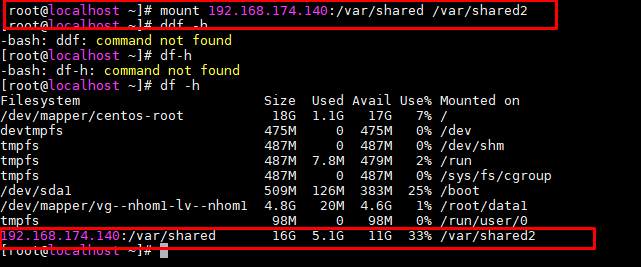 [root@localhost ~]# mount 192.168.174.140:/var/shared /var/shared2
[root@localhost ~]# ddf -h
-bash: ddf: command not found
[root@localhost ~]# df-h
-bash: df-h: command not found
[root@localhost ~]# df -h
Filesystem Size Used Avail Use% Mounted on
/dev/mapper/centos-root 18G 1.1G 17G 7% /
devtmpfs 475M 0 475M 0% /dev
tmpfs 487M 0 487M 0% /dev/shm
tmpfs 487M 7.8M 479M 2% /run
tmpfs 487M 0 487M 0% /sys/fs/cgroup
/dev/sda1 509M 126M 383M 25% /boot
/dev/mapper/vg--nhom1-lv--nhom1 4.8G 20M 4.6G 1% /root/data1
tmpfs 98M 0 98M 0% /run/user/0
192.168.174.140:/var/shared 16G 5.1G 11G 33% /var/shared2
[root@localhost ~]#